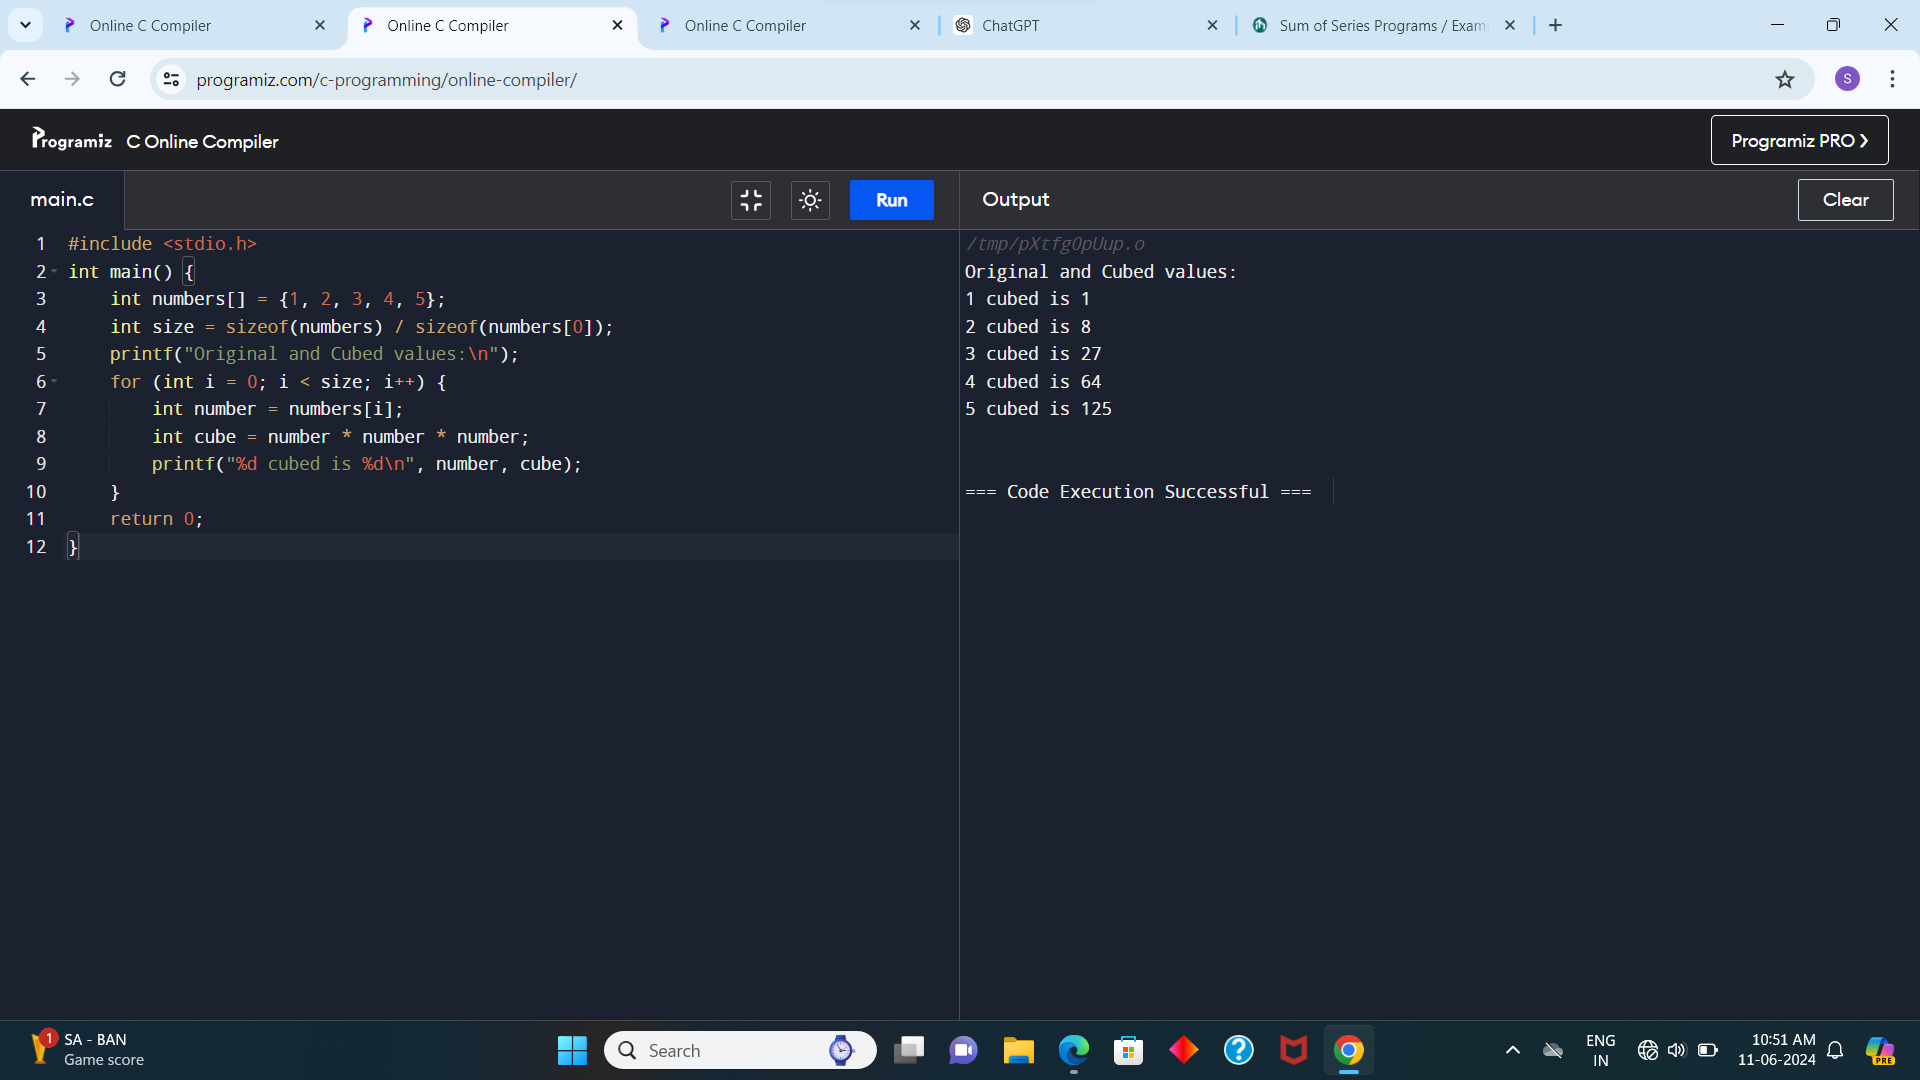 Online C Compiler
Online C Compiler
Online C Compiler
ChatGPT
Sum of Series Programs / Exam
programiz.com/c-programming/online-compiler/
S
Programiz C Online Compiler
Programiz PRO
main.c
Run
Output
Clear
1 #include <stdio.h>
2 int main() {
3 int numbers[] = {1, 2, 3, 4, 5};
4 int size = sizeof(numbers) / sizeof(numbers[0]);
5 printf("Original and Cubed values:\n");
6 for (int i = 0; i < size; i++) {
7 int number = numbers[i];
8 int cube = number * number * number;
9 printf("%d cubed is %d\n", number, cube);
10 }
11 return 0;
12 }
/tmp/pXtfgOpUup.o
Original and Cubed values:
1 cubed is 1
2 cubed is 8
3 cubed is 27
4 cubed is 64
5 cubed is 125
=== Code Execution Successful ===
1
SA - BAN
Game score
Search
ENG
IN
10:51 AM
11-06-2024
PRE